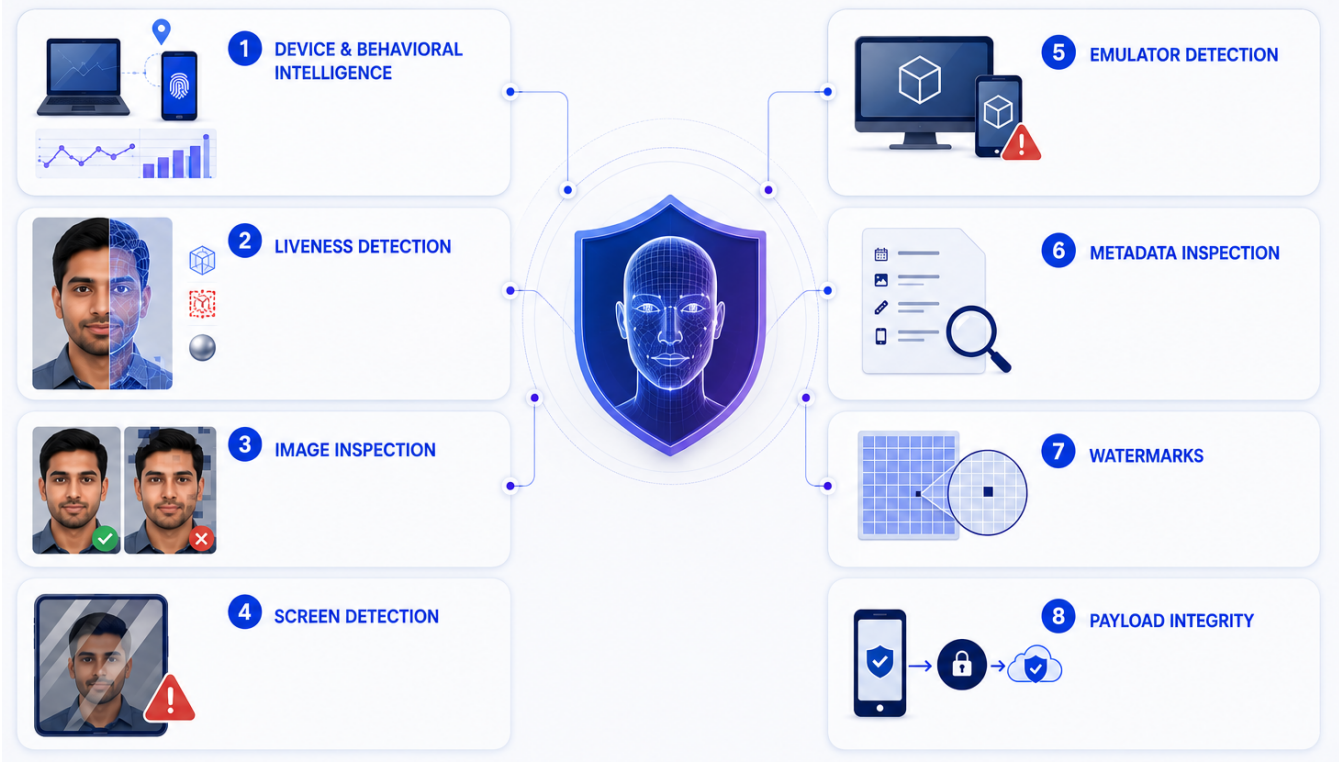 1
DEVICE & BEHAVIORAL
INTELLIGENCE
2
LIVENESS DETECTION
3
IMAGE INSPECTION
4
SCREEN DETECTION
5
EMULATOR DETECTION
6
METADATA INSPECTION
7
WATERMARKS
8
PAYLOAD INTEGRITY